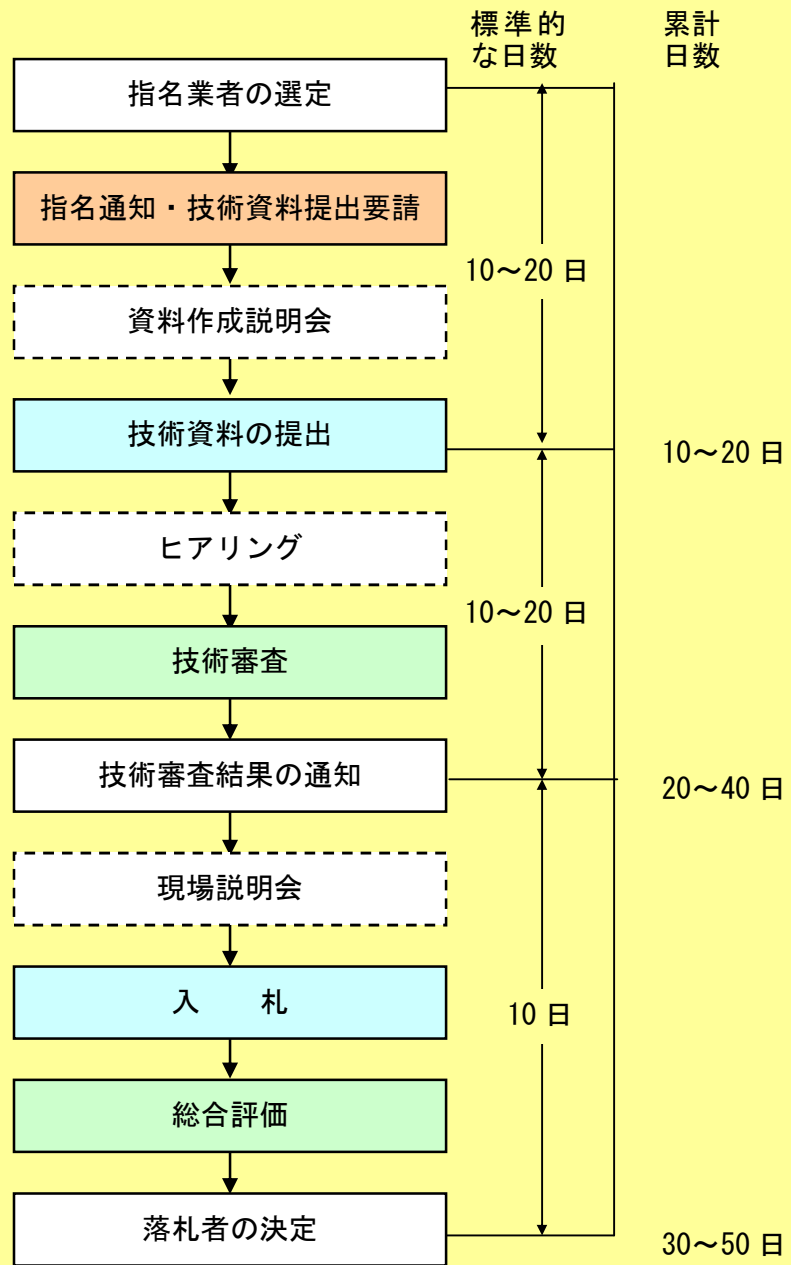 標準的
な日数
累計
日数
指名業者の選定
指名通知・技術資料提出要請
10～20 日
資料作成説明会
技術資料の提出
10～20 日
ヒアリング
10～20 日
技術審査
技術審査結果の通知
20～40 日
現場説明会
入　　札
10 日
総合評価
落札者の決定
30～50 日